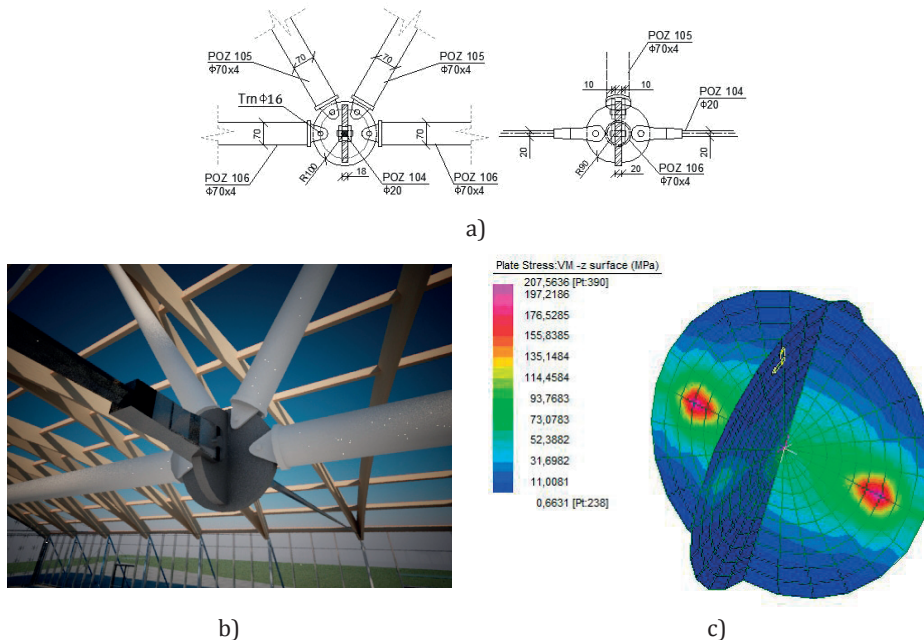 POZ 105
Φ70x4
70
70
POZ 105
Φ70x4
TrnΦ16
70
70
POZ 106
Φ70x4
R100
18
POZ 104
Φ20
POZ 106
Φ70x4
POZ 105
Φ70x4
10
10
POZ 104
Φ20
20
20
R90
20
POZ 106
Φ70x4
a)
Plate Stress:VM -z surface (MPa)
207,5636 [Pt:390]
197,2186
176,5285
155,8385
135,1484
114,4584
93,7683
73,0783
52,3882
31,6982
11,0081
0,6631 [Pt:238]
b)
c)